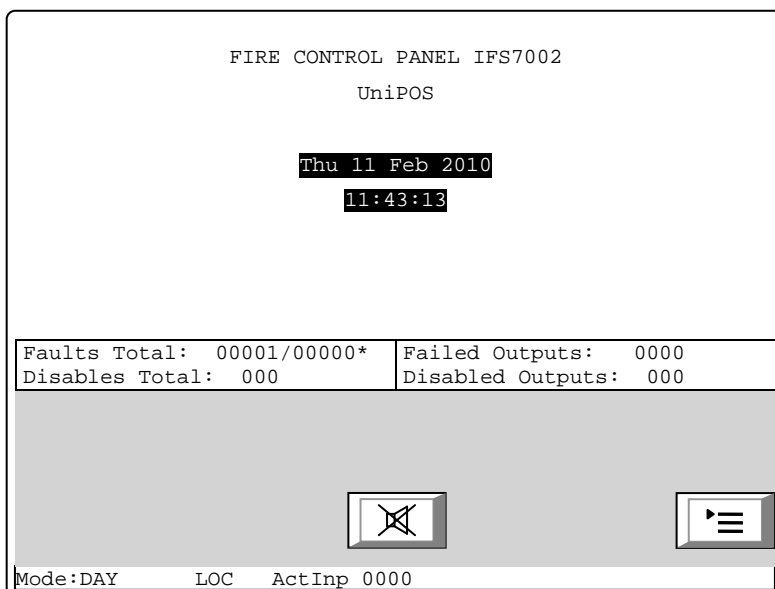 FIRE CONTROL PANEL IFS7002
UniPOS
Thu 11 Feb 2010
11:43:13
Faults Total: 00001/00000* Failed Outputs: 0000
Disables Total: 000 Disabled Outputs: 000
Mode:DAY LOC ActInp 0000